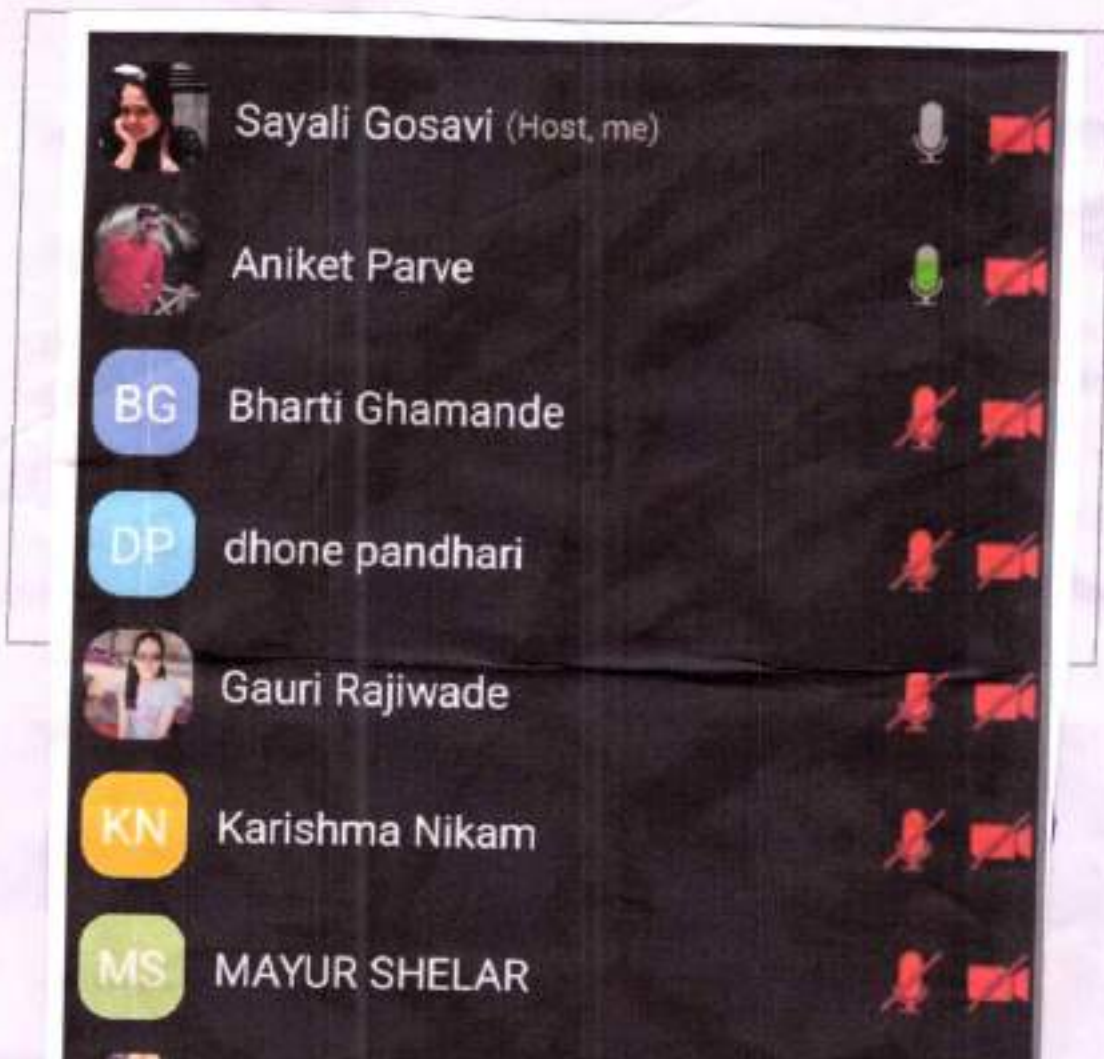 Sayali Gosavi (Host, me)
Aniket Parve
BG Bharti Ghamande
DP dhone pandhari
Gauri Rajiwade
KN Karishma Nikam
MS MAYUR SHELAR